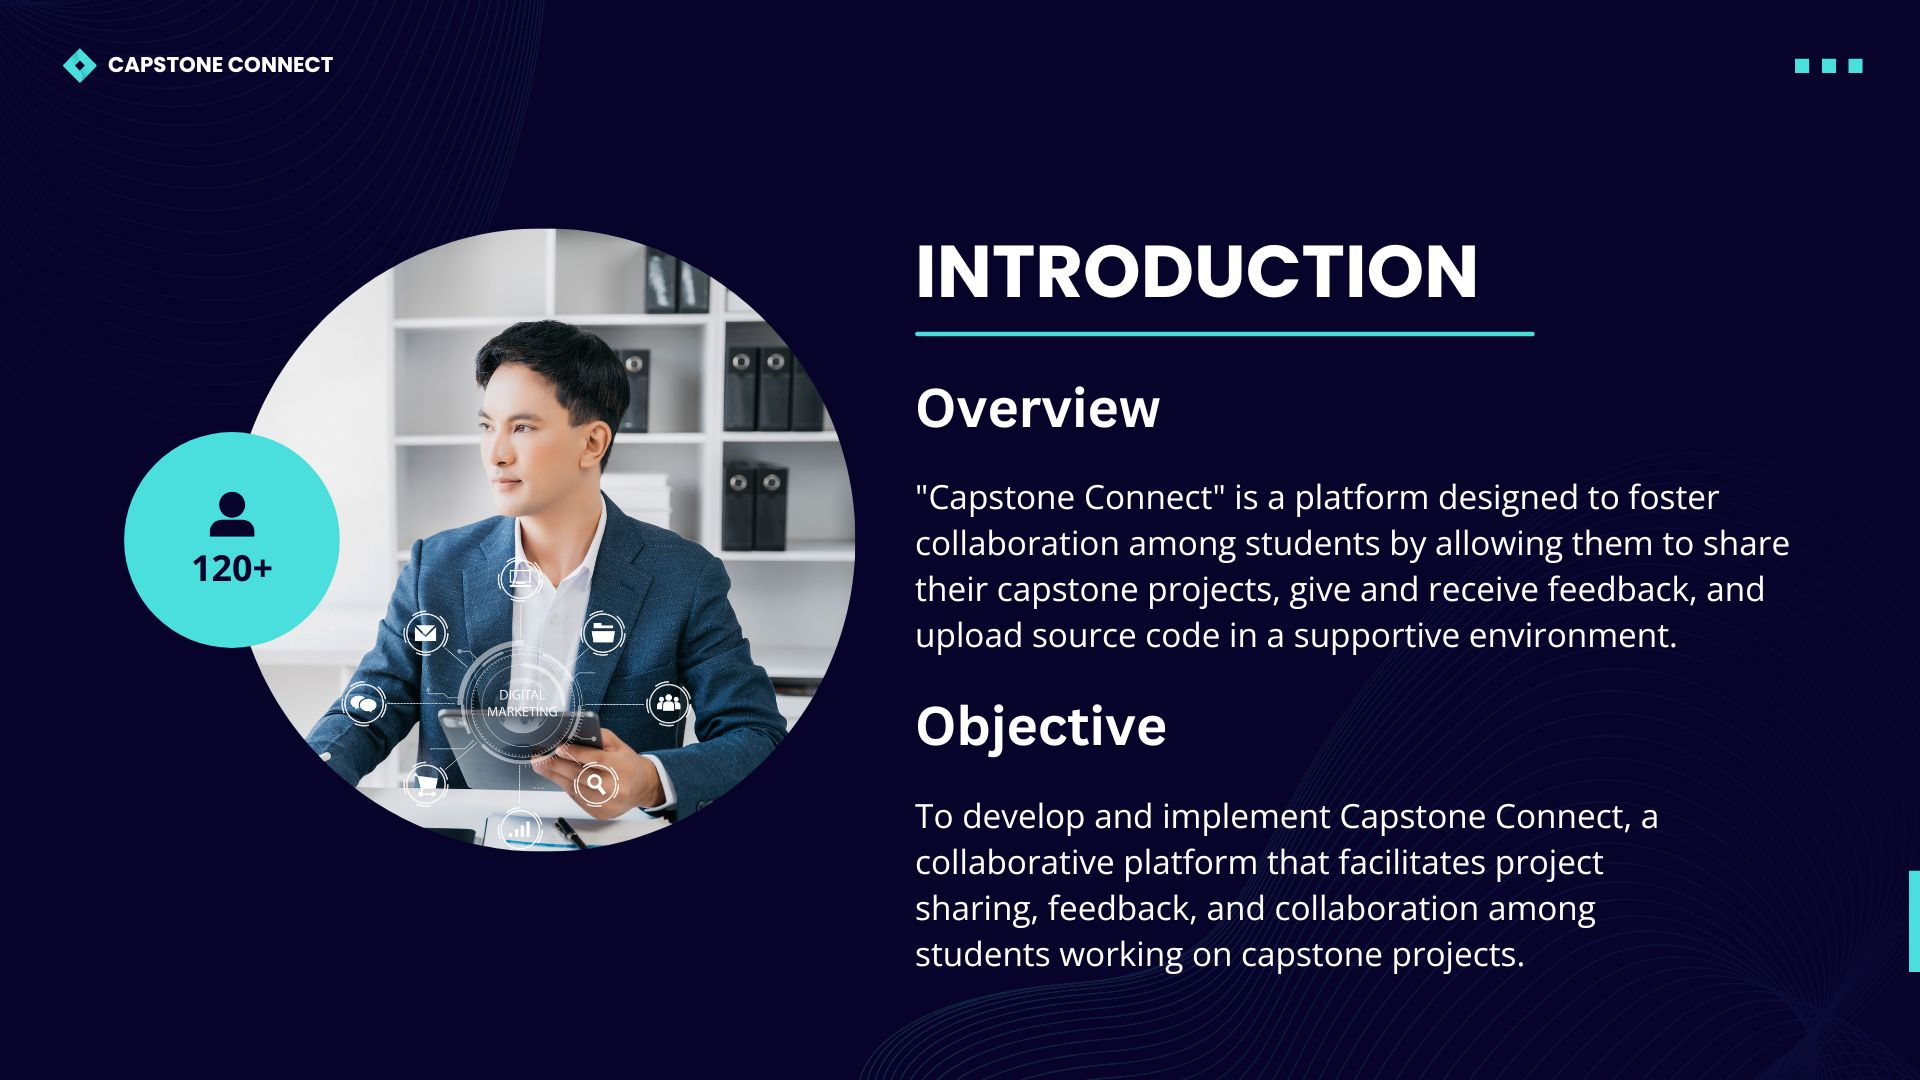 CAPSTONE CONNECT
INTRODUCTION
Overview
"Capstone Connect" is a platform designed to foster
collaboration among students by allowing them to share
their capstone projects, give and receive feedback, and
upload source code in a supportive environment.
Objective
To develop and implement Capstone Connect, a
collaborative platform that facilitates project
sharing, feedback, and collaboration among
students working on capstone projects.
120+
DIGITAL
MARKETING